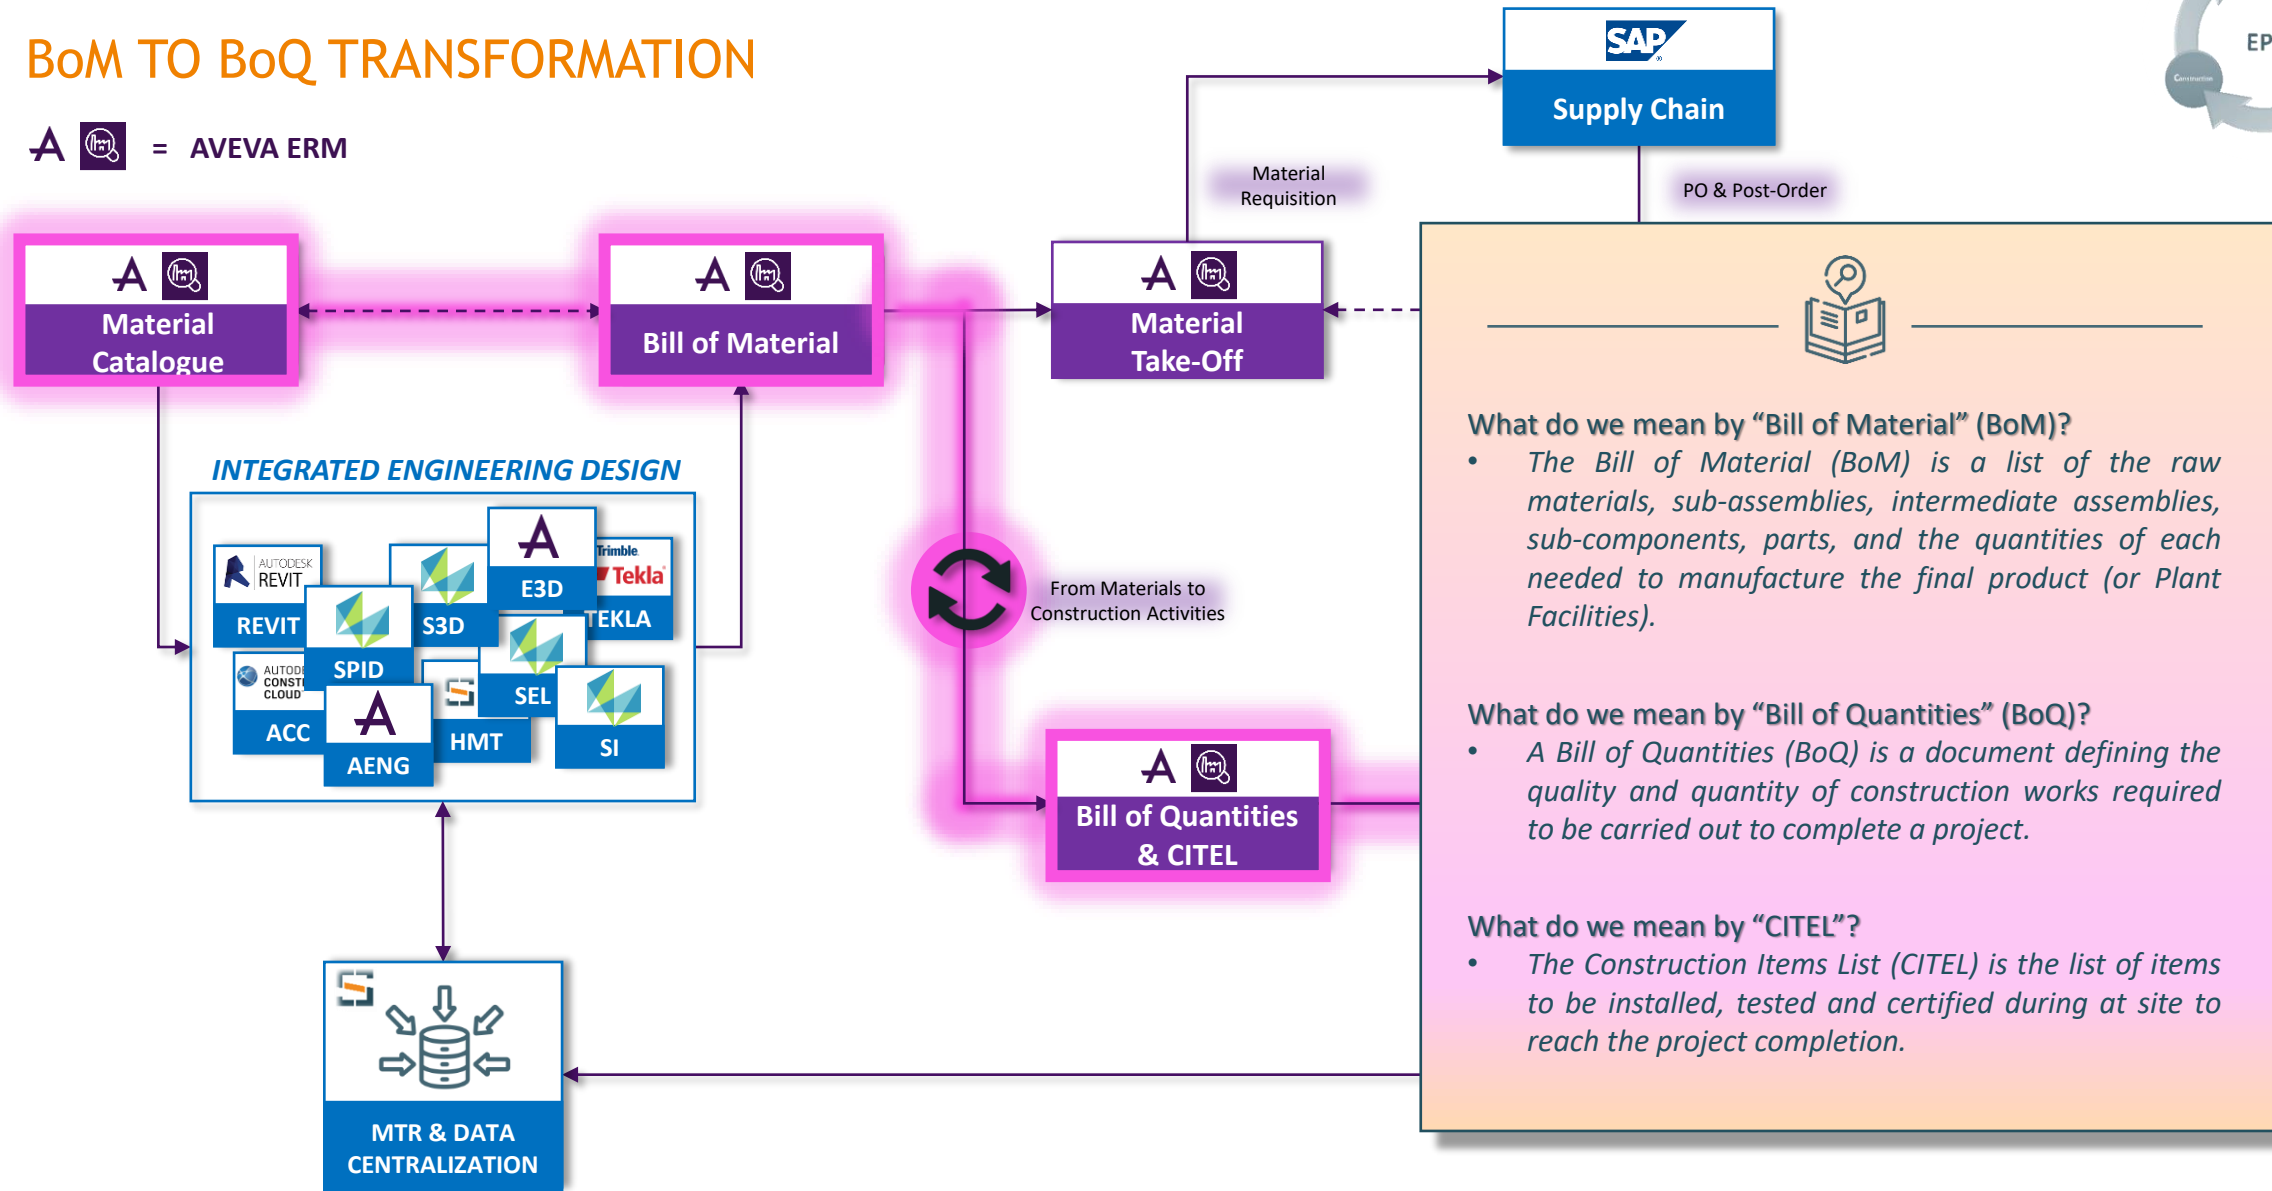 BoM TO BoQ TRANSFORMATION
= AVEVA ERM
SAP
Supply Chain
EP
Construction
Material
Requisition
PO & Post-Order
Material
Catalogue
Bill of Material
Material
Take-Off
INTEGRATED ENGINEERING DESIGN
AUTODESK
REVIT
REVIT
S3D
E3D
Trimble
Tekla
TEKLA
SPID
AUTODE
CONST
CLOUD
ACC
AENG
HMT
SEL
SI
From Materials to
Construction Activities
Bill of Quantities
& CITEL
MTR & DATA
CENTRALIZATION
What do we mean by “Bill of Material” (BoM)?
• The Bill of Material (BoM) is a list of the raw
materials, sub-assemblies, intermediate assemblies,
sub-components, parts, and the quantities of each
needed to manufacture the final product (or Plant
Facilities).
What do we mean by “Bill of Quantities” (BoQ)?
• A Bill of Quantities (BoQ) is a document defining the
quality and quantity of construction works required
to be carried out to complete a project.
What do we mean by “CITEL”?
• The Construction Items List (CITEL) is the list of items
to be installed, tested and certified during at site to
reach the project completion.